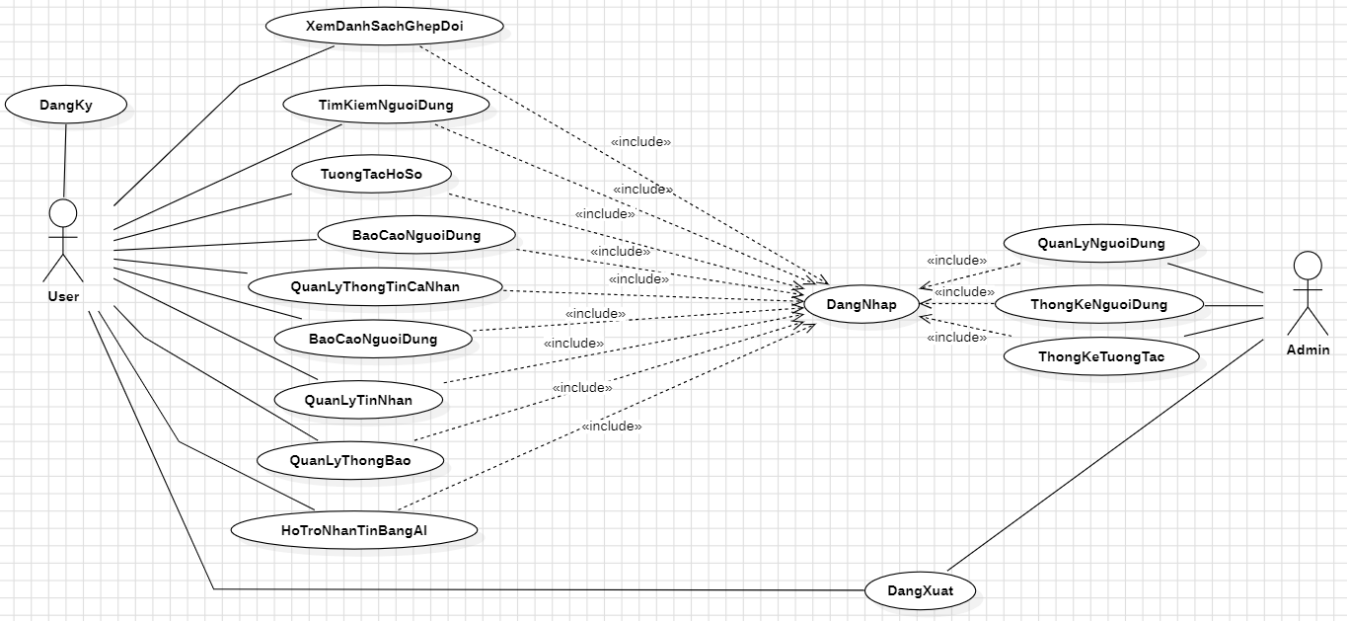 XemDanhSachGhepDoi
DangKy
TimKiemNguoiDung
«include»
TuongTacHoSo
«include»
«include»
BaoCaoNguoiDung
«include»
QuanLyNguoiDung
«include»
User
QuanLyThongTinCaNhan
«include»
«include»
DangNhap
ThongKeNguoiDung
«include»
BaoCaoNguoiDung
«include»
«include»
ThongKeTuongTac
Admin
QuanLyTinNhan
«include»
«include»
QuanLyThongBao
HoTroNhanTinBangAI
DangXuat